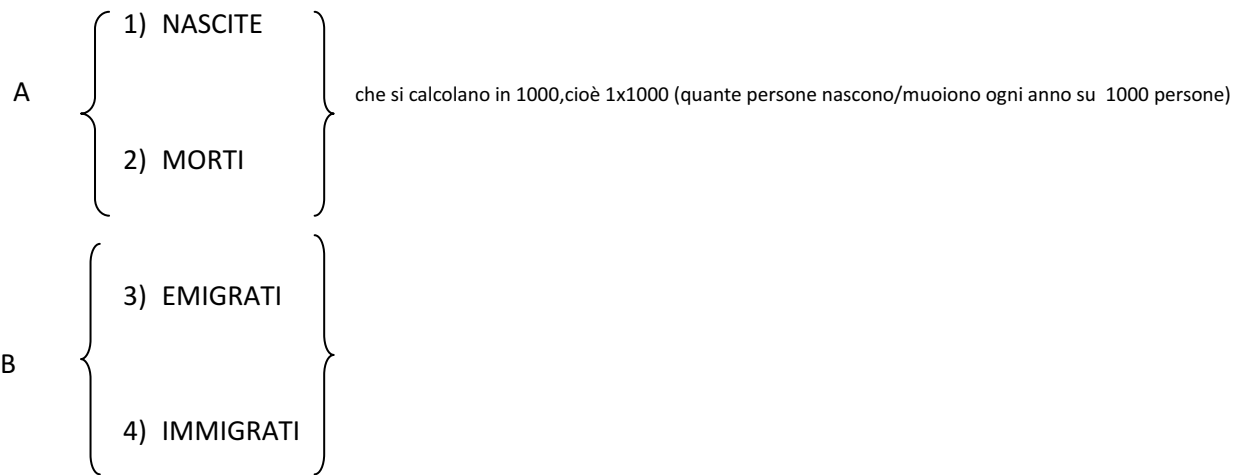 1) NASCITE
A che si calcolano in 1000,cioè 1x1000 (quante persone nascono/muoiono ogni anno su 1000 persone)
2) MORTI
3) EMIGRATI
B
4) IMMIGRATI